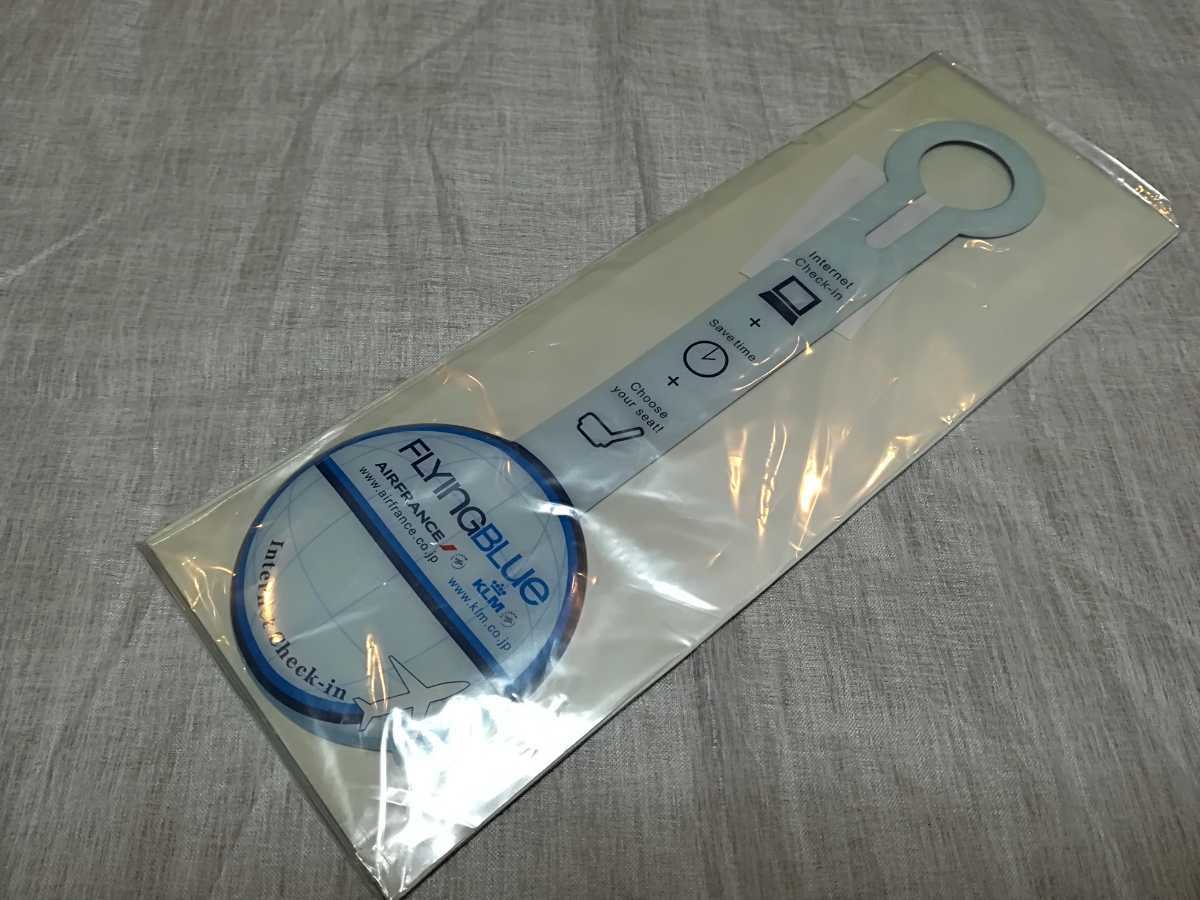 Internet
Check-in
+
Save time
+
Choose
your seat!
FLYINGBLUE
AIRFRANCE
www.airfrance.co.jp
KLM
www.klm.co.jp
Internet Check-in